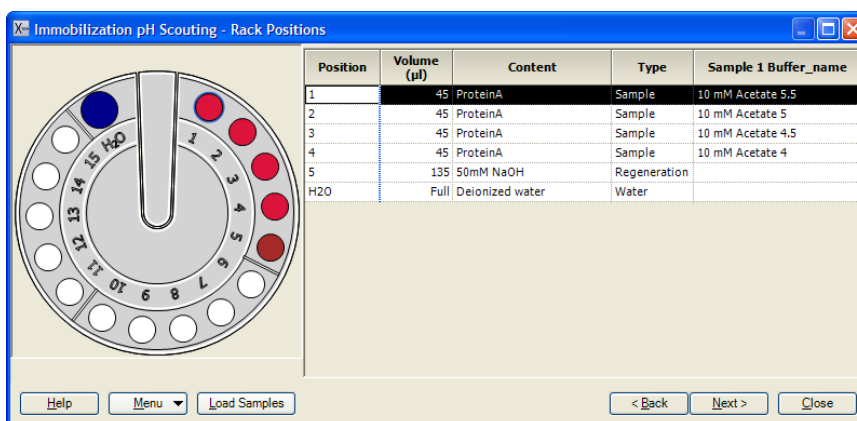 X- Immobilization pH Scouting - Rack Positions
H2O 1 2 3 4 5 6 7 8 9 10 11 12 13 14 15
Position Volume (µl) Content Type Sample 1 Buffer_name
1 45 ProteinA Sample 10 mM Acetate 5.5
2 45 ProteinA Sample 10 mM Acetate 5
3 45 ProteinA Sample 10 mM Acetate 4.5
4 45 ProteinA Sample 10 mM Acetate 4
5 135 50mM NaOH Regeneration
H2O Full Deionized water Water
Help Menu Load Samples < Back Next > Close